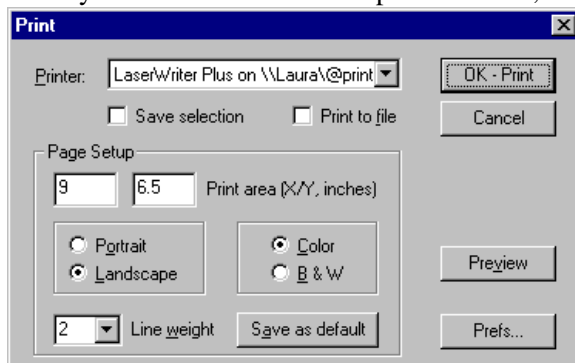 Print
Printer: LaserWriter Plus on \\Laura\@print OK - Print
Save selection Print to file Cancel
Page Setup
9 6.5 Print area (X/Y, inches)
Portrait Color
Landscape B & W Preview
2 Line weight Save as default Prefs...